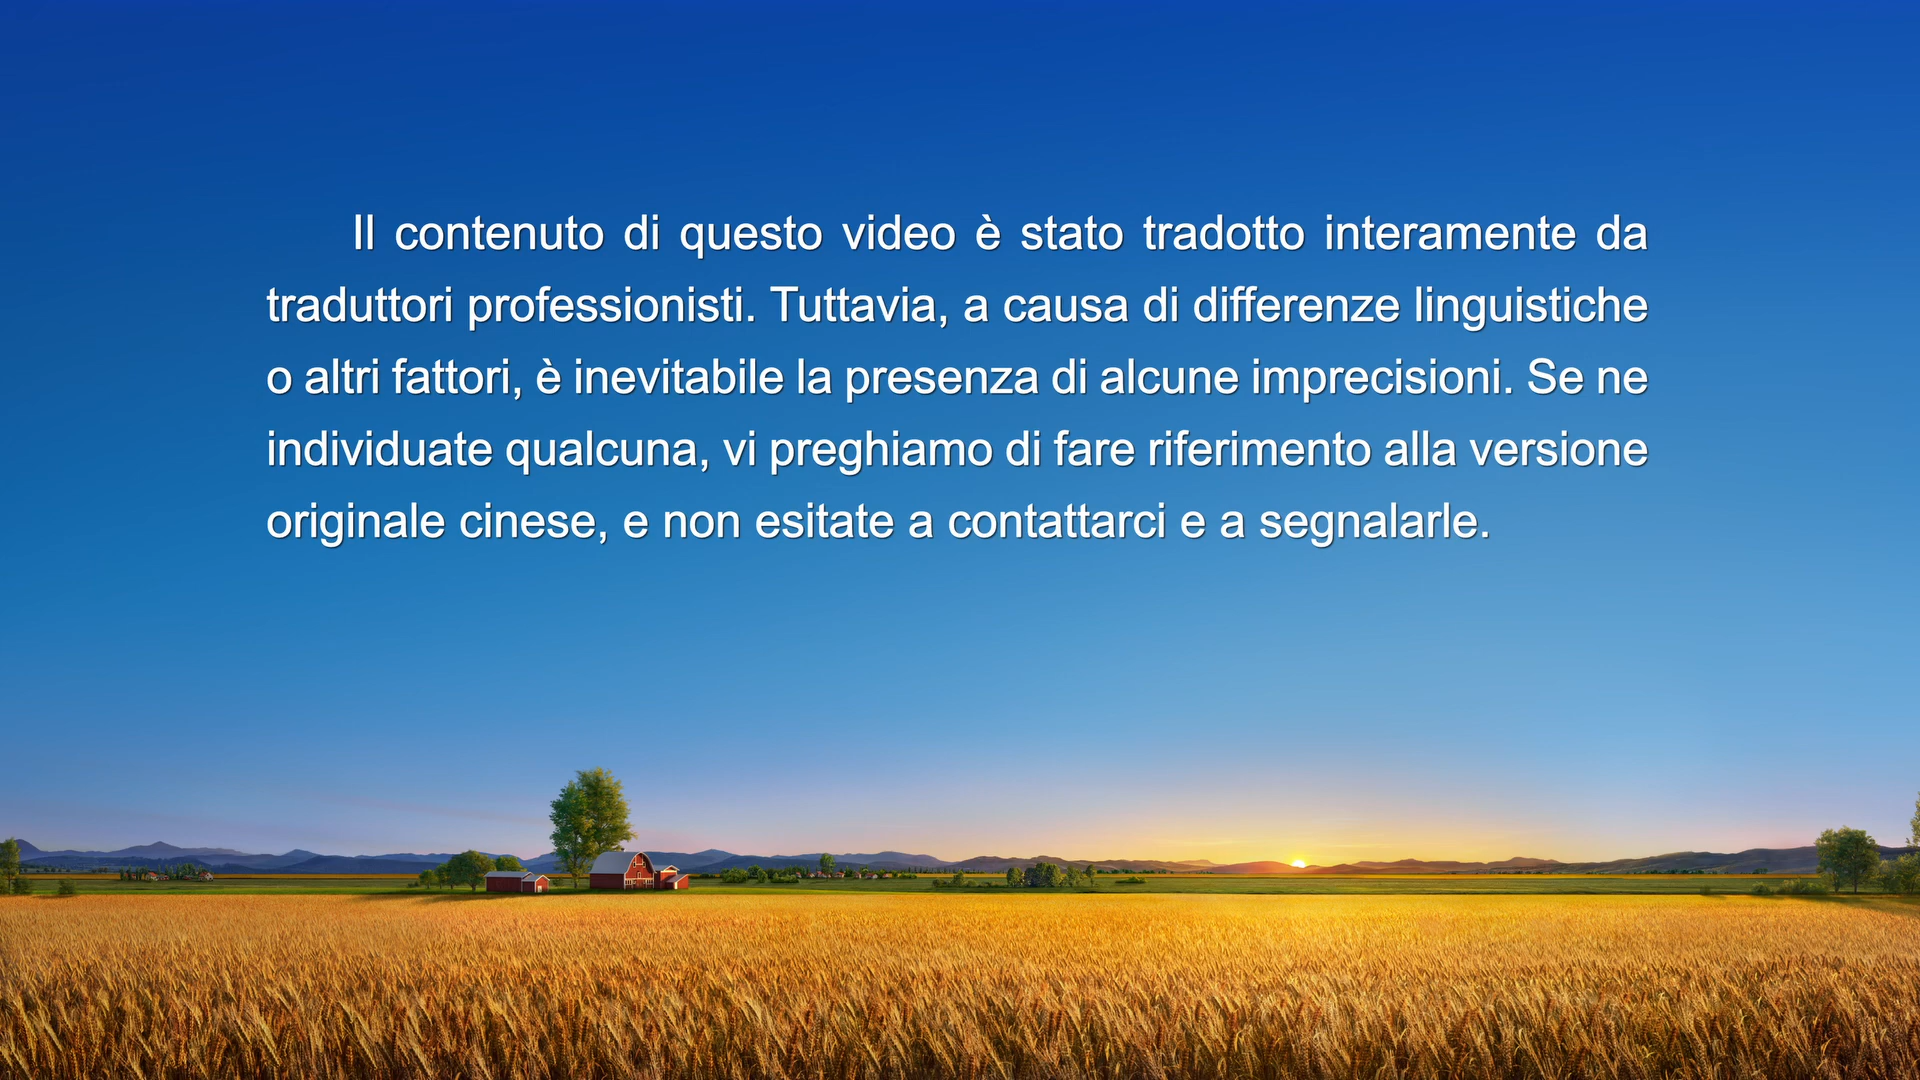 Il contenuto di questo video è stato tradotto interamente da
traduttori professionisti. Tuttavia, a causa di differenze linguistiche
o altri fattori, è inevitabile la presenza di alcune imprecisioni. Se ne
individuate qualcuna, vi preghiamo di fare riferimento alla versione
originale cinese, e non esitate a contattarci e a segnalarle.